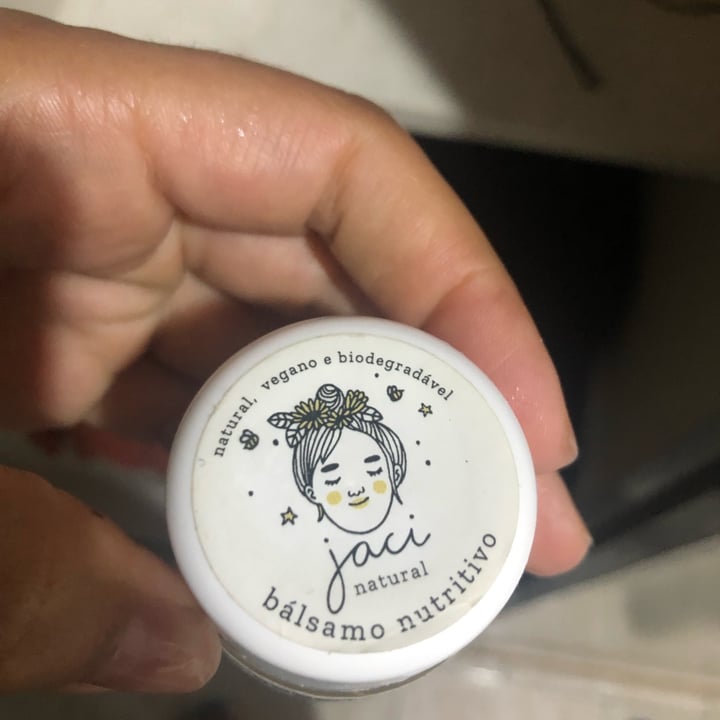 natural, vegano e biodegradável
jaci
natural
bálsamo nutritivo